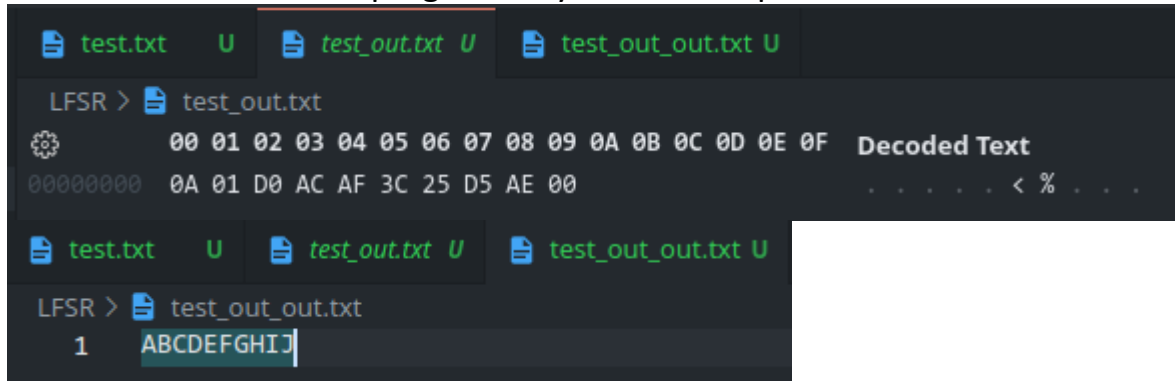 test.txt U test_out.txt U test_out_out.txt U
LFSR > test_out.txt
00 01 02 03 04 05 06 07 08 09 0A 0B 0C 0D 0E 0F Decoded Text
00000000 0A 01 D0 AC AF 3C 25 D5 AE 00 . . . . . < % . . .
test.txt U test_out.txt U test_out_out.txt U
LFSR > test_out_out.txt
1 ABCDEFGHIJ